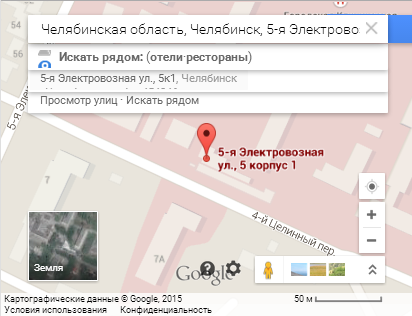 Челябинская область, Челябинск, 5-я Электрово
Искать рядом: (отели·рестораны)
5-я Электровозная ул., 5к1, Челябинск
Просмотр улиц · Искать рядом
5-я Эле
5-я Электровозная
ул., 5 корпус 1
7А
4-й Целинный пер.
Земля
Google
50 м
Картографические данные © Google, 2015
Условия использования Конфиденциальность